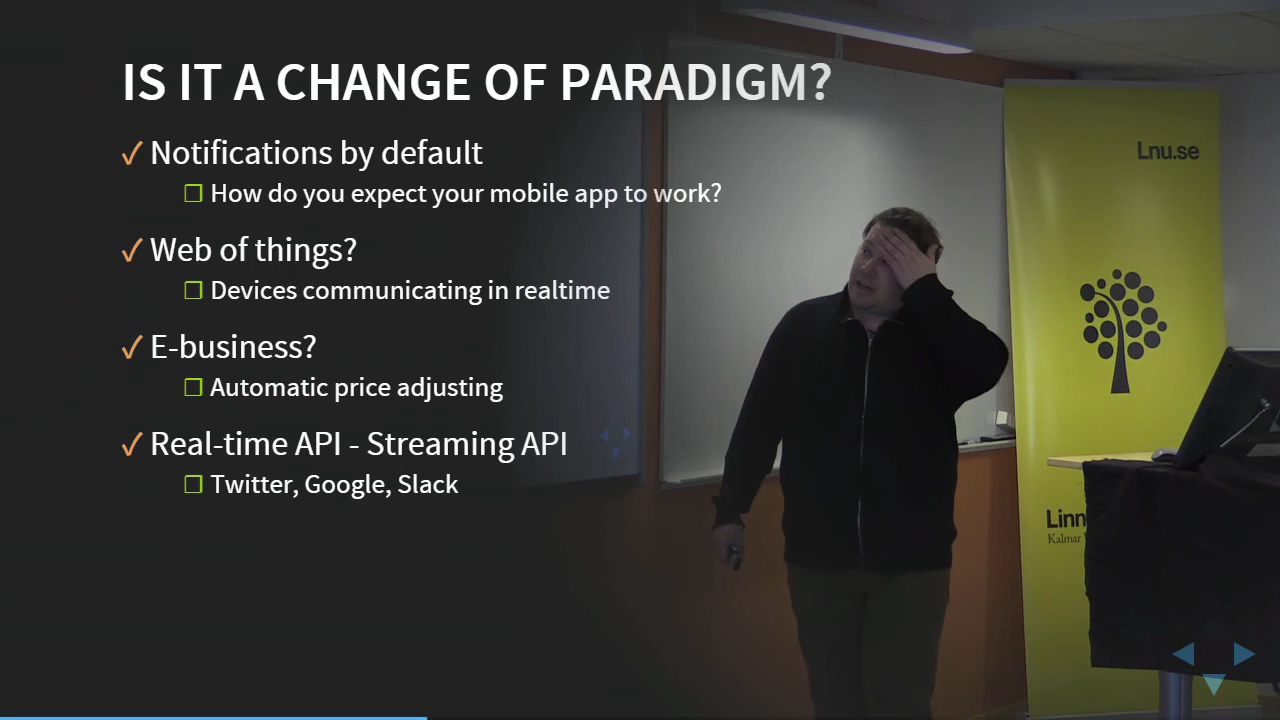 IS IT A CHANGE OF PARADIGM?
Notifications by default
How do you expect your mobile app to work?
Web of things?
Devices communicating in realtime
E-business?
Automatic price adjusting
Real-time API - Streaming API
Twitter, Google, Slack
Lnu.se
Kalmar